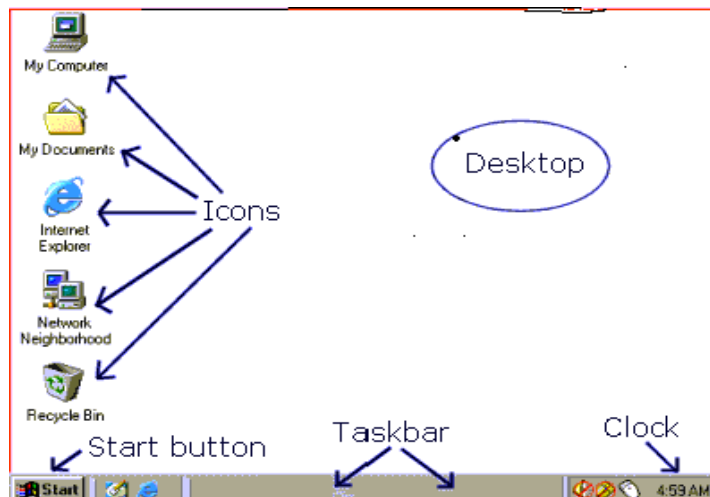 My Computer
My Documents
Desktop
Icons
Internet
Explorer
Network
Neighborhood
Recycle Bin
Start button
Taskbar
Clock
Start
4:59 AM